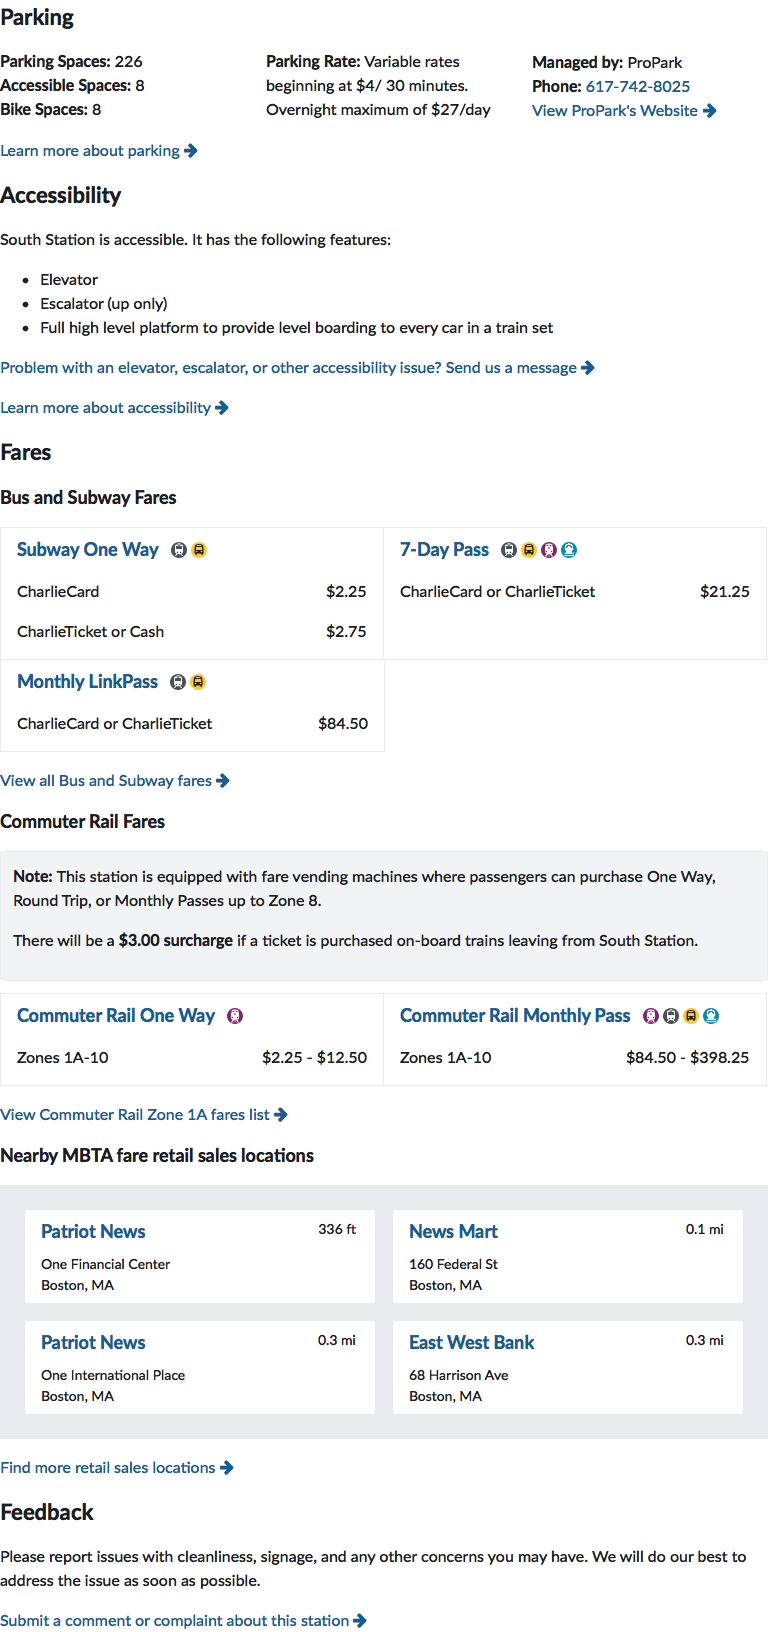 Parking
Parking Spaces: 226
Accessible Spaces: 8
Bike Spaces: 8
Parking Rate: Variable rates
beginning at $4/ 30 minutes.
Overnight maximum of $27/day
Managed by: ProPark
Phone: 617-742-8025
View ProPark's Website
Learn more about parking
Accessibility
South Station is accessible. It has the following features:
• Elevator
• Escalator (up only)
• Full high level platform to provide level boarding to every car in a train set
Problem with an elevator, escalator, or other accessibility issue? Send us a message
Learn more about accessibility
Fares
Bus and Subway Fares
Subway One Way
CharlieCard $2.25
CharlieTicket or Cash $2.75
7-Day Pass
CharlieCard or CharlieTicket $21.25
Monthly LinkPass
CharlieCard or CharlieTicket $84.50
View all Bus and Subway fares
Commuter Rail Fares
Note: This station is equipped with fare vending machines where passengers can purchase One Way,
Round Trip, or Monthly Passes up to Zone 8.
There will be a $3.00 surcharge if a ticket is purchased on-board trains leaving from South Station.
Commuter Rail One Way
Zones 1A-10 $2.25 - $12.50
Commuter Rail Monthly Pass
Zones 1A-10 $84.50 - $398.25
View Commuter Rail Zone 1A fares list
Nearby MBTA fare retail sales locations
Patriot News 336 ft
One Financial Center
Boston, MA
News Mart 0.1 mi
160 Federal St
Boston, MA
Patriot News 0.3 mi
One International Place
Boston, MA
East West Bank 0.3 mi
68 Harrison Ave
Boston, MA
Find more retail sales locations
Feedback
Please report issues with cleanliness, signage, and any other concerns you may have. We will do our best to
address the issue as soon as possible.
Submit a comment or complaint about this station